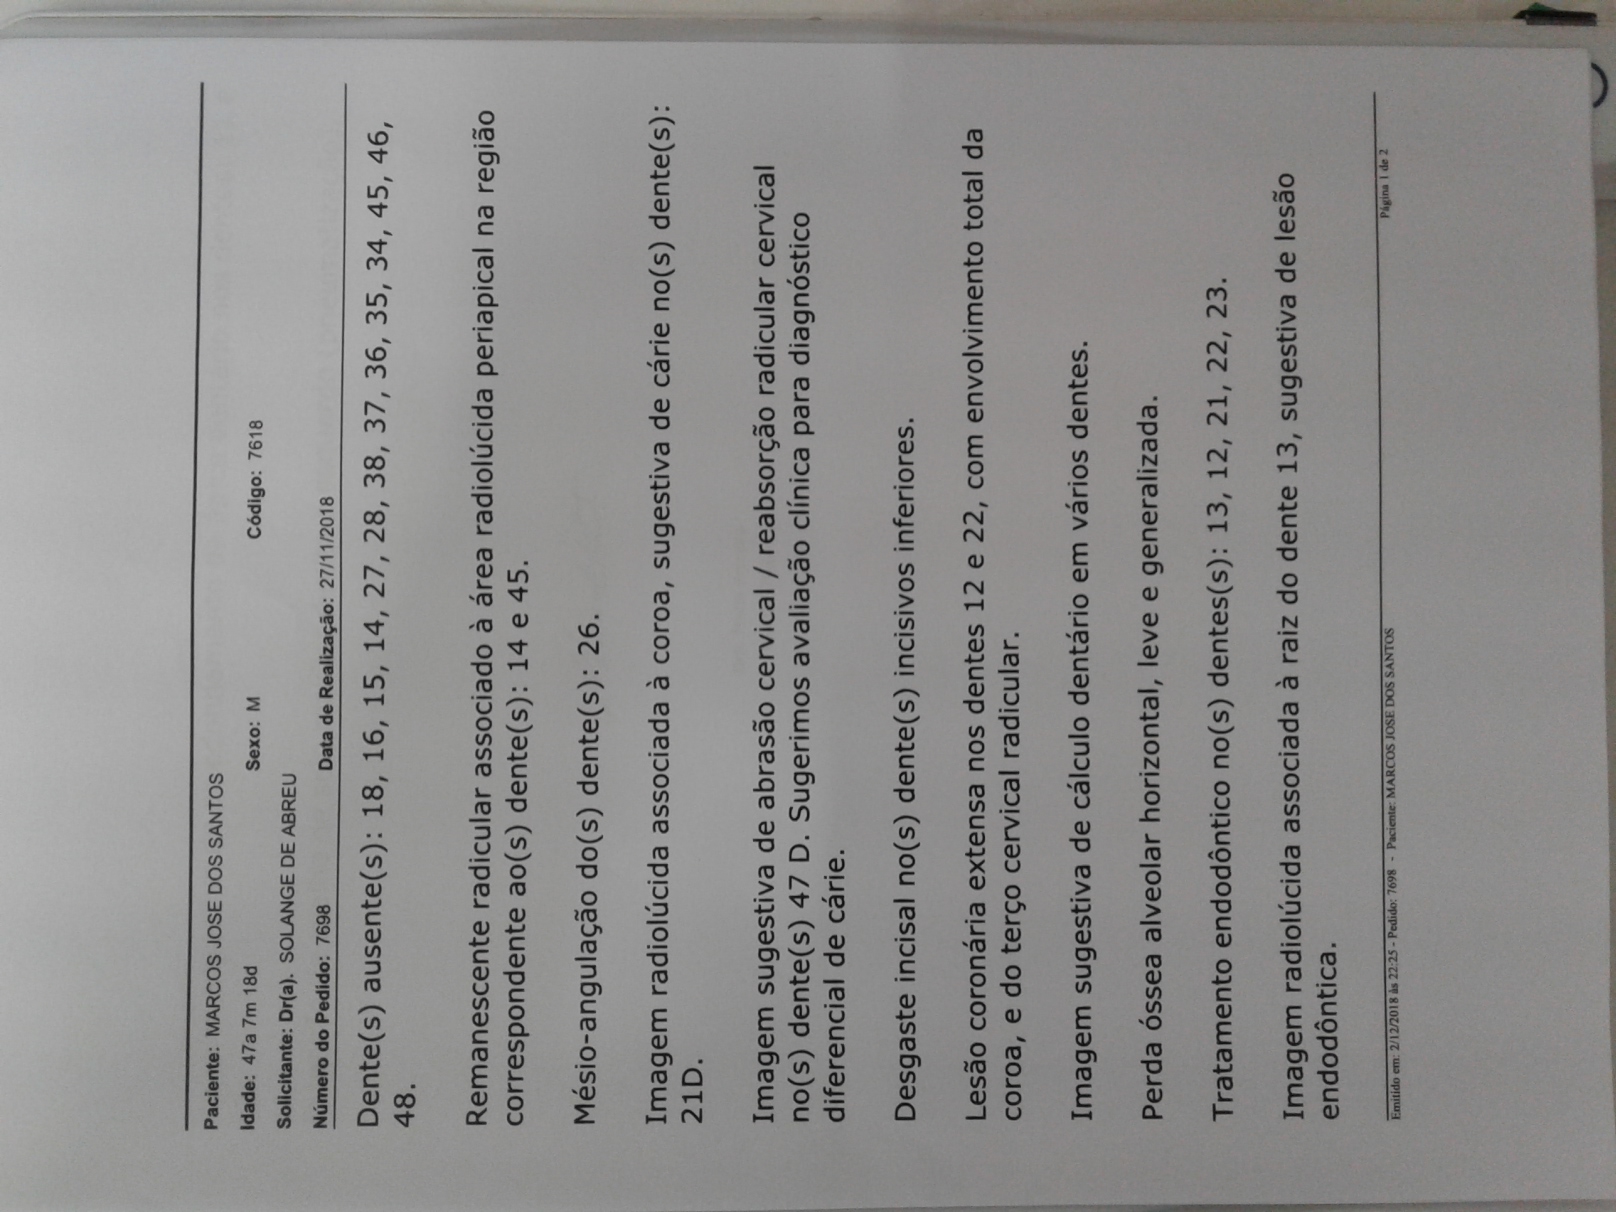 Paciente: MARCOS JOSE DOS SANTOS
Idade: 47a 7m 18d Sexo: M Código: 7618
Solicitante: Dr(a). SOLANGE DE ABREU
Número do Pedido: 7698 Data de Realização: 27/11/2018
Dente(s) ausente(s): 18, 16, 15, 14, 27, 28, 38, 37, 36, 35, 34, 45, 46,
48.
Remanescente radicular associado à área radiolúcida periapical na região
correspondente ao(s) dente(s): 14 e 45.
Mésio-angulação do(s) dente(s): 26.
Imagem radiolúcida associada à coroa, sugestiva de cárie no(s) dente(s):
21D.
Imagem sugestiva de abrasão cervical / reabsorção radicular cervical
no(s) dente(s) 47 D. Sugerimos avaliação clínica para diagnóstico
diferencial de cárie.
Desgaste incisal no(s) dente(s) incisivos inferiores.
Lesão coronária extensa nos dentes 12 e 22, com envolvimento total da
coroa, e do terço cervical radicular.
Imagem sugestiva de cálculo dentário em vários dentes.
Perda óssea alveolar horizontal, leve e generalizada.
Tratamento endodôntico no(s) dentes(s): 13, 12, 21, 22, 23.
Imagem radiolúcida associada à raiz do dente 13, sugestiva de lesão
endodôntica.
Emitido em: 2/12/2018 às 22:25 - Pedido: 7698 - Paciente: MARCOS JOSE DOS SANTOS Página 1 de 2